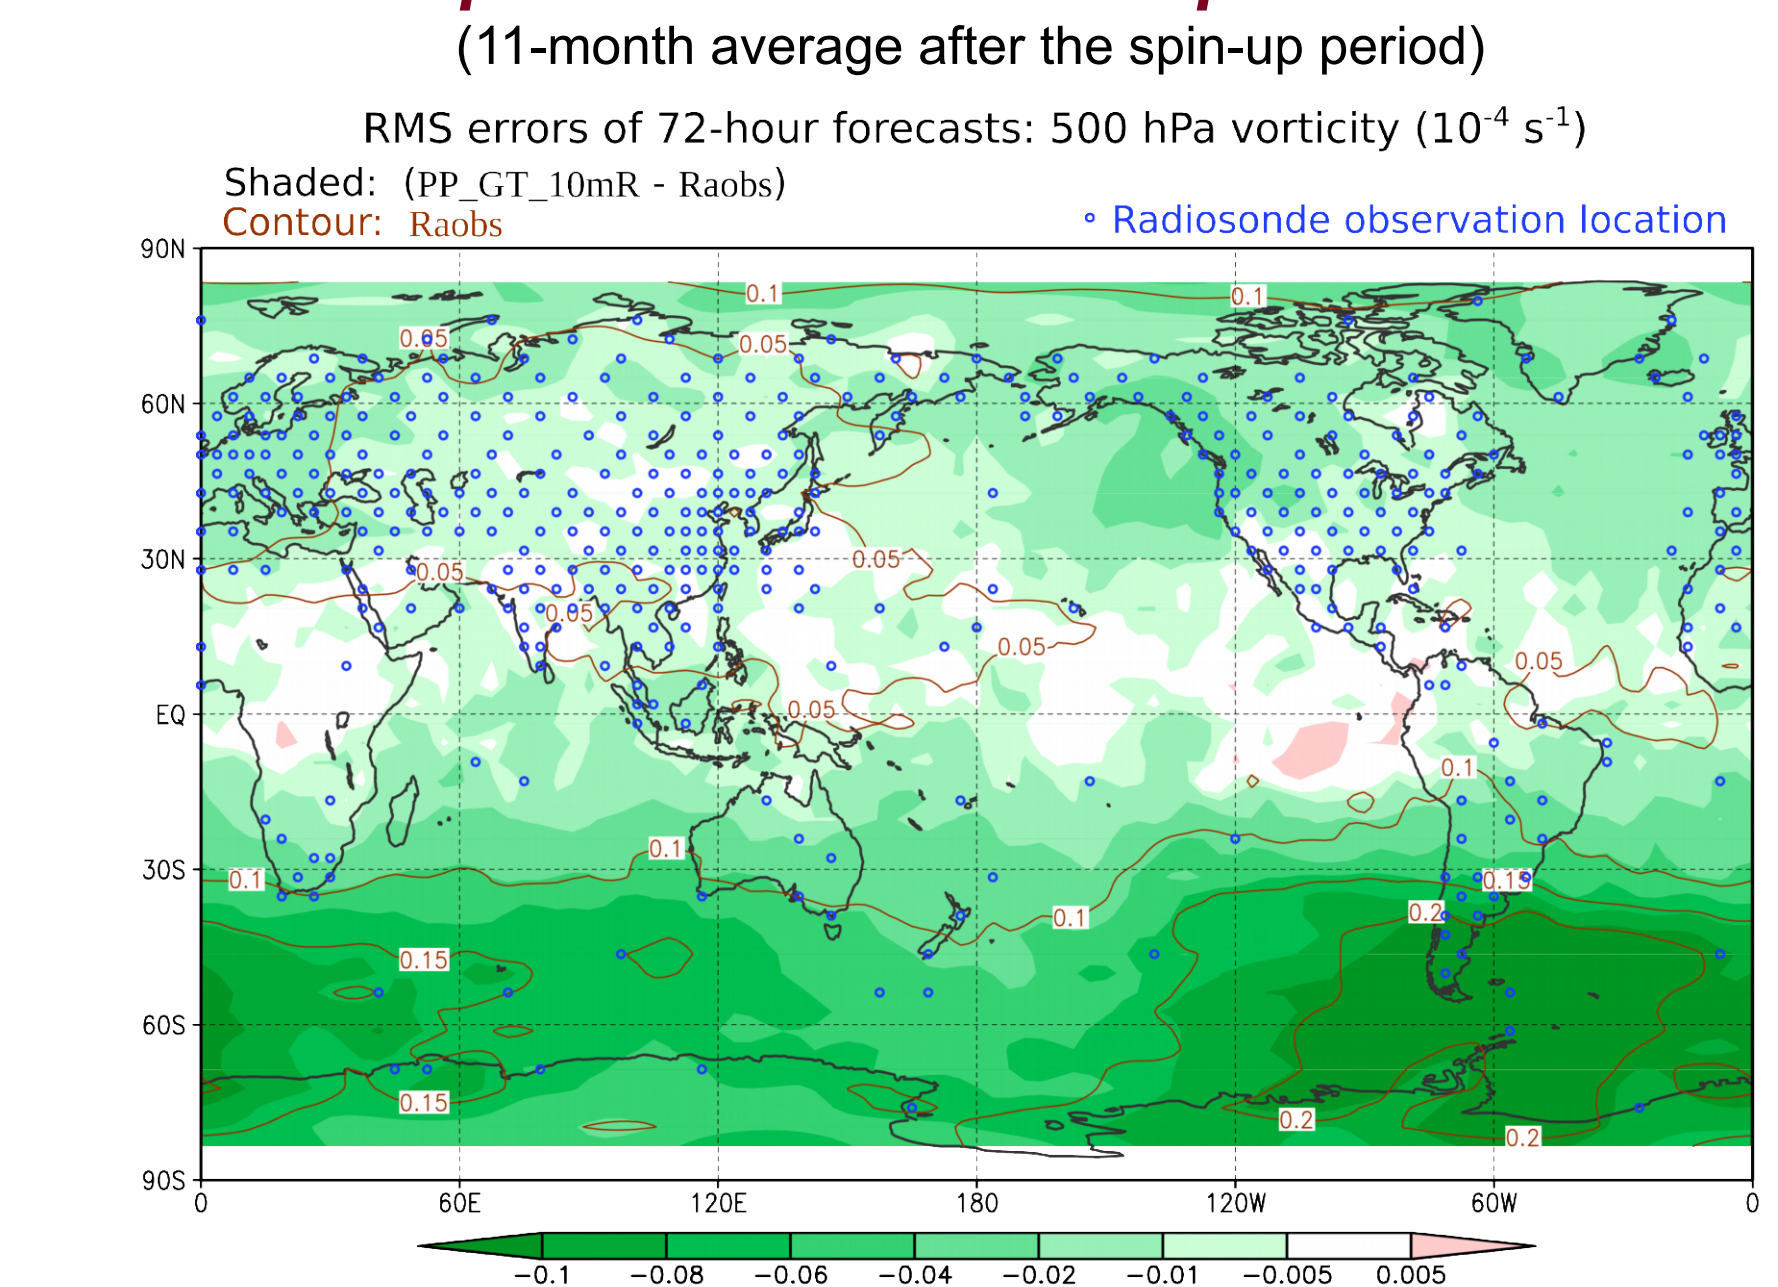 (11-month average after the spin-up period)
RMS errors of 72-hour forecasts: 500 hPa vorticity (10⁻⁴ s⁻¹)
Shaded: (PP_GT_10mR - Raobs)
Contour: Raobs
Radiosonde observation location
90N
0.1 0.1
0.05 0.05
60N
30N 0.05
0.05
0.05
0.05
0.05
0.05
EQ
0.1
0.1
30S
0.1 0.15
0.2
0.1
0.15
60S
0.15
0.2
0.2
90S
0 60E 120E 180 120W 60W 0
−0.1 −0.08 −0.06 −0.04 −0.02 −0.01 −0.005 0.005